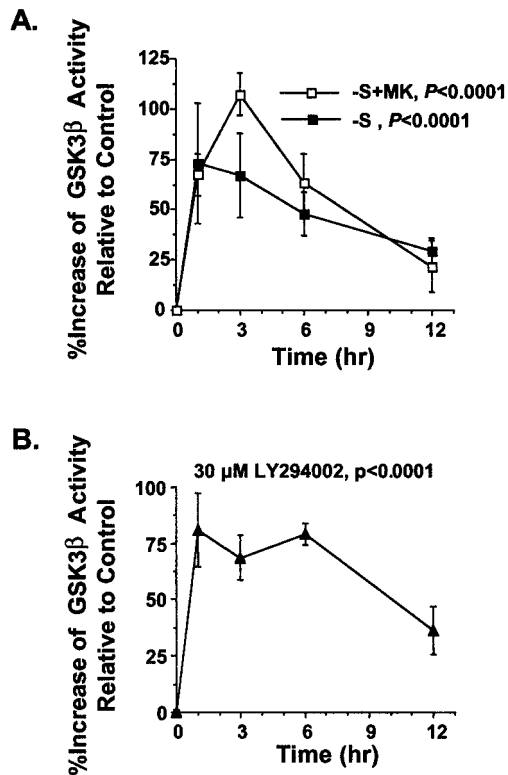 A.
%Increase of GSK3β Activity
Relative to Control
125
100
75
50
25
0
-S+MK, P<0.0001
-S , P<0.0001
0 3 6 9 12
Time (hr)
B.
%Increase of GSK3β Activity
Relative to Control
30 µM LY294002, p<0.0001
100
75
50
25
0
0 3 6 9 12
Time (hr)